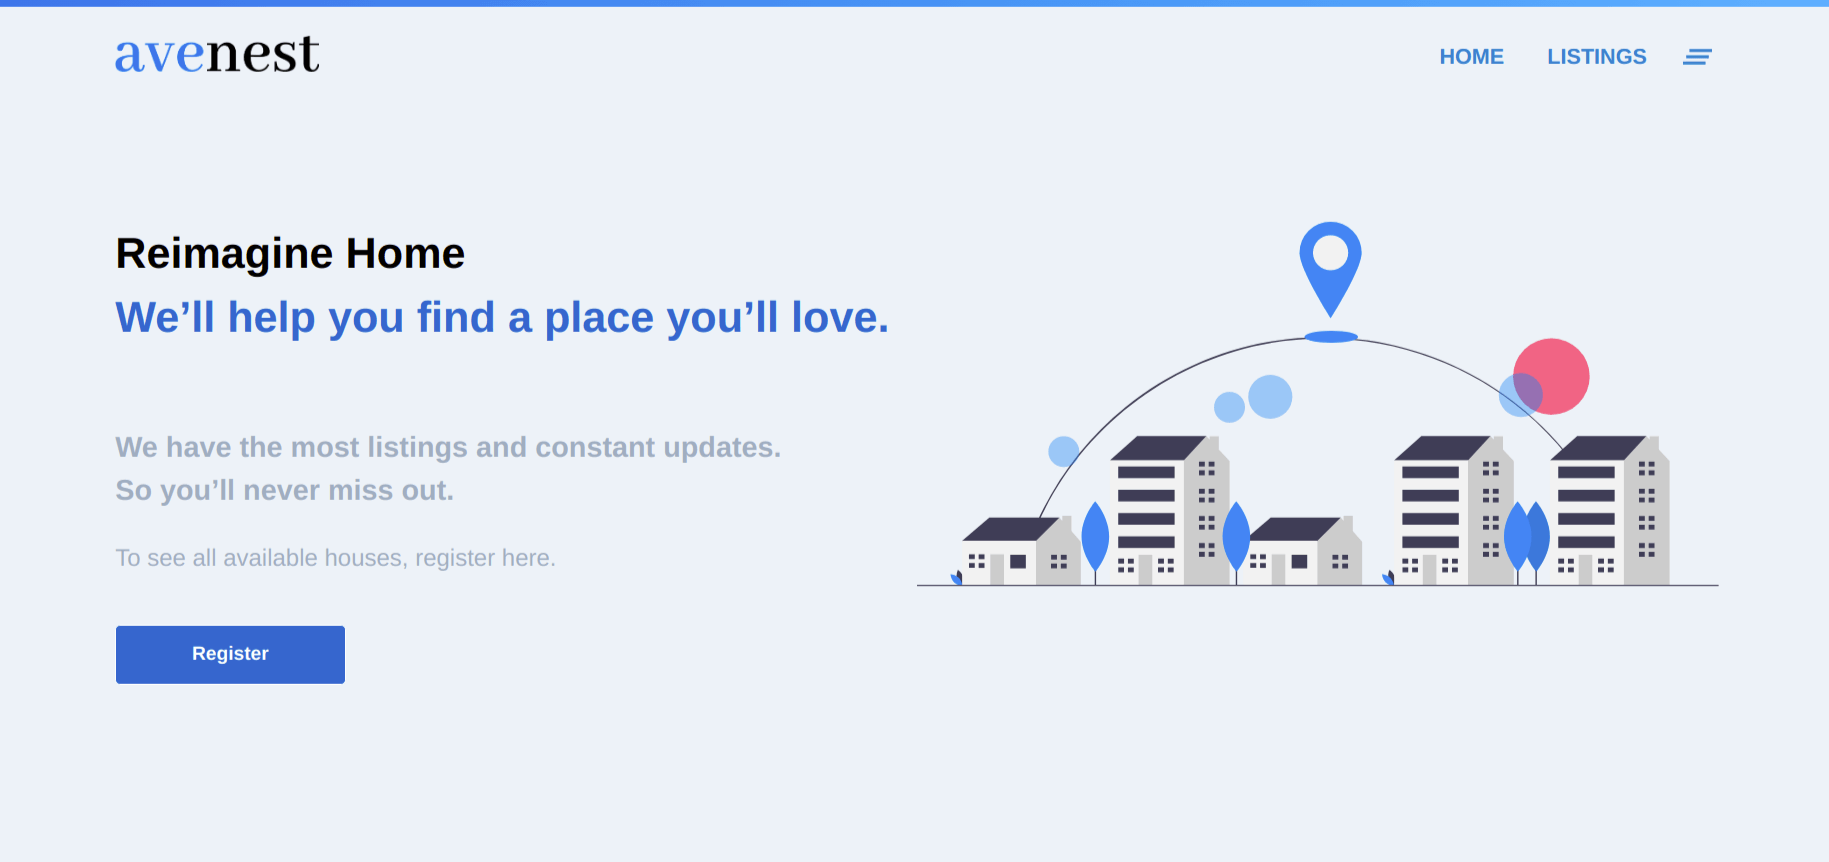 avenest
HOME
LISTINGS
Reimagine Home
We’ll help you find a place you’ll love.
We have the most listings and constant updates.
So you’ll never miss out.
To see all available houses, register here.
Register